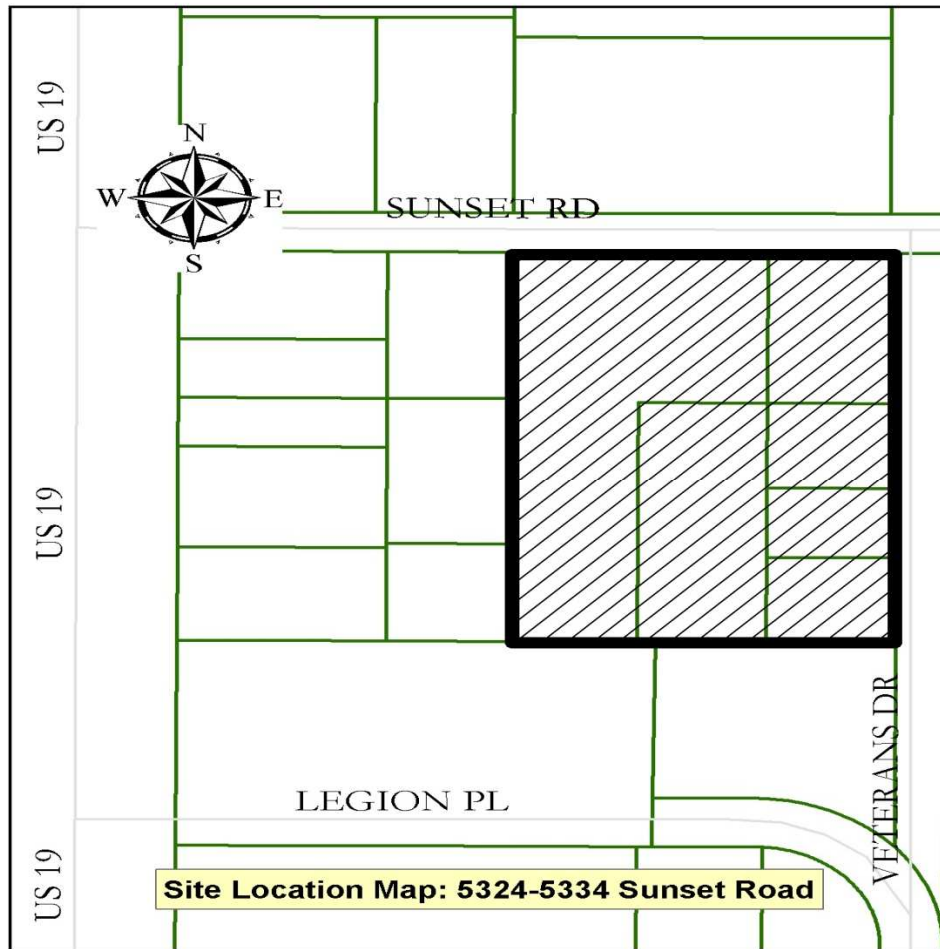 US 19
N
W
E
S
SUNSET RD
US 19
VETERANS DR
LEGION PL
US 19
Site Location Map: 5324-5334 Sunset Road